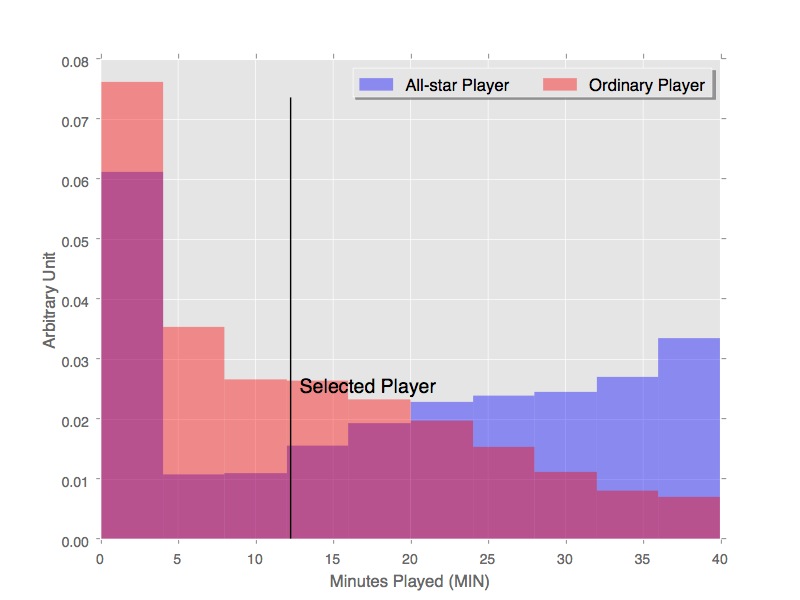 All-star Player Ordinary Player
0.08
0.07
0.06
0.05
0.04
0.03
0.02
0.01
0.00
Arbitrary Unit
Selected Player
0 5 10 15 20 25 30 35 40
Minutes Played (MIN)